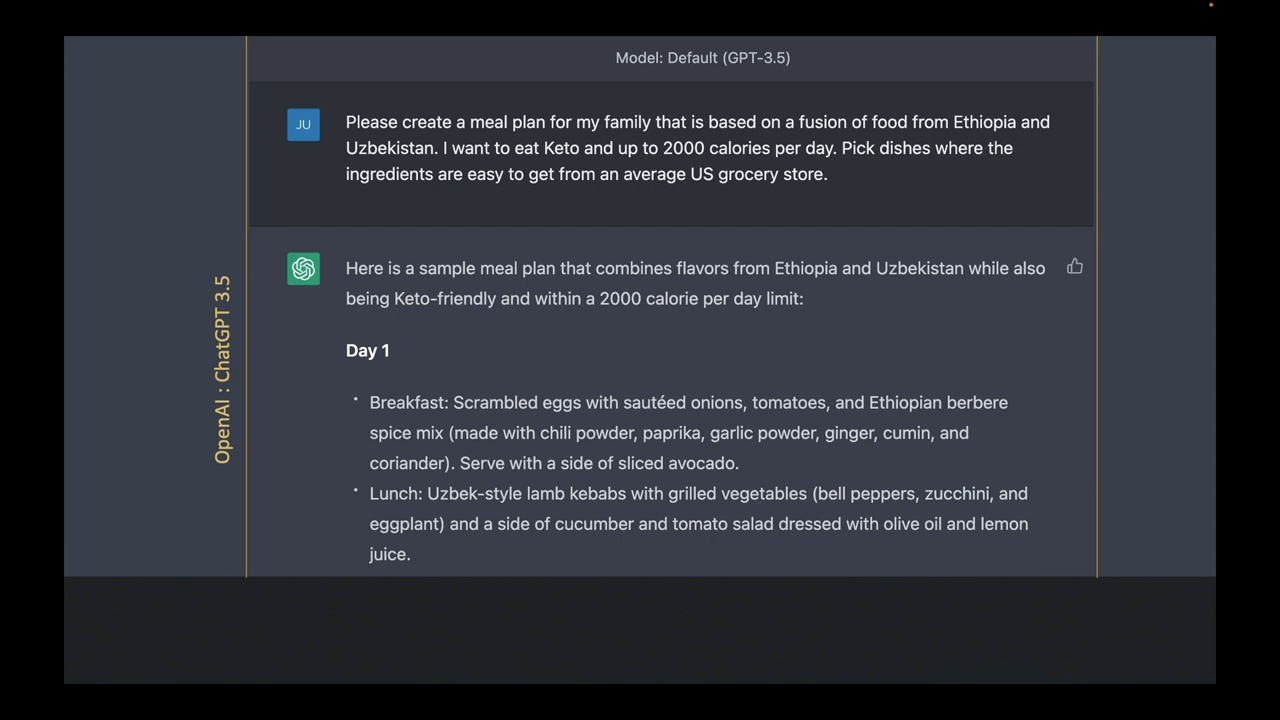 Model: Default (GPT-3.5)
JU
Please create a meal plan for my family that is based on a fusion of food from Ethiopia and
Uzbekistan. I want to eat Keto and up to 2000 calories per day. Pick dishes where the
ingredients are easy to get from an average US grocery store.
OpenAI : ChatGPT 3.5
Here is a sample meal plan that combines flavors from Ethiopia and Uzbekistan while also
being Keto-friendly and within a 2000 calorie per day limit:
Day 1
• Breakfast: Scrambled eggs with sautéed onions, tomatoes, and Ethiopian berbere
spice mix (made with chili powder, paprika, garlic powder, ginger, cumin, and
coriander). Serve with a side of sliced avocado.
• Lunch: Uzbek-style lamb kebabs with grilled vegetables (bell peppers, zucchini, and
eggplant) and a side of cucumber and tomato salad dressed with olive oil and lemon
juice.